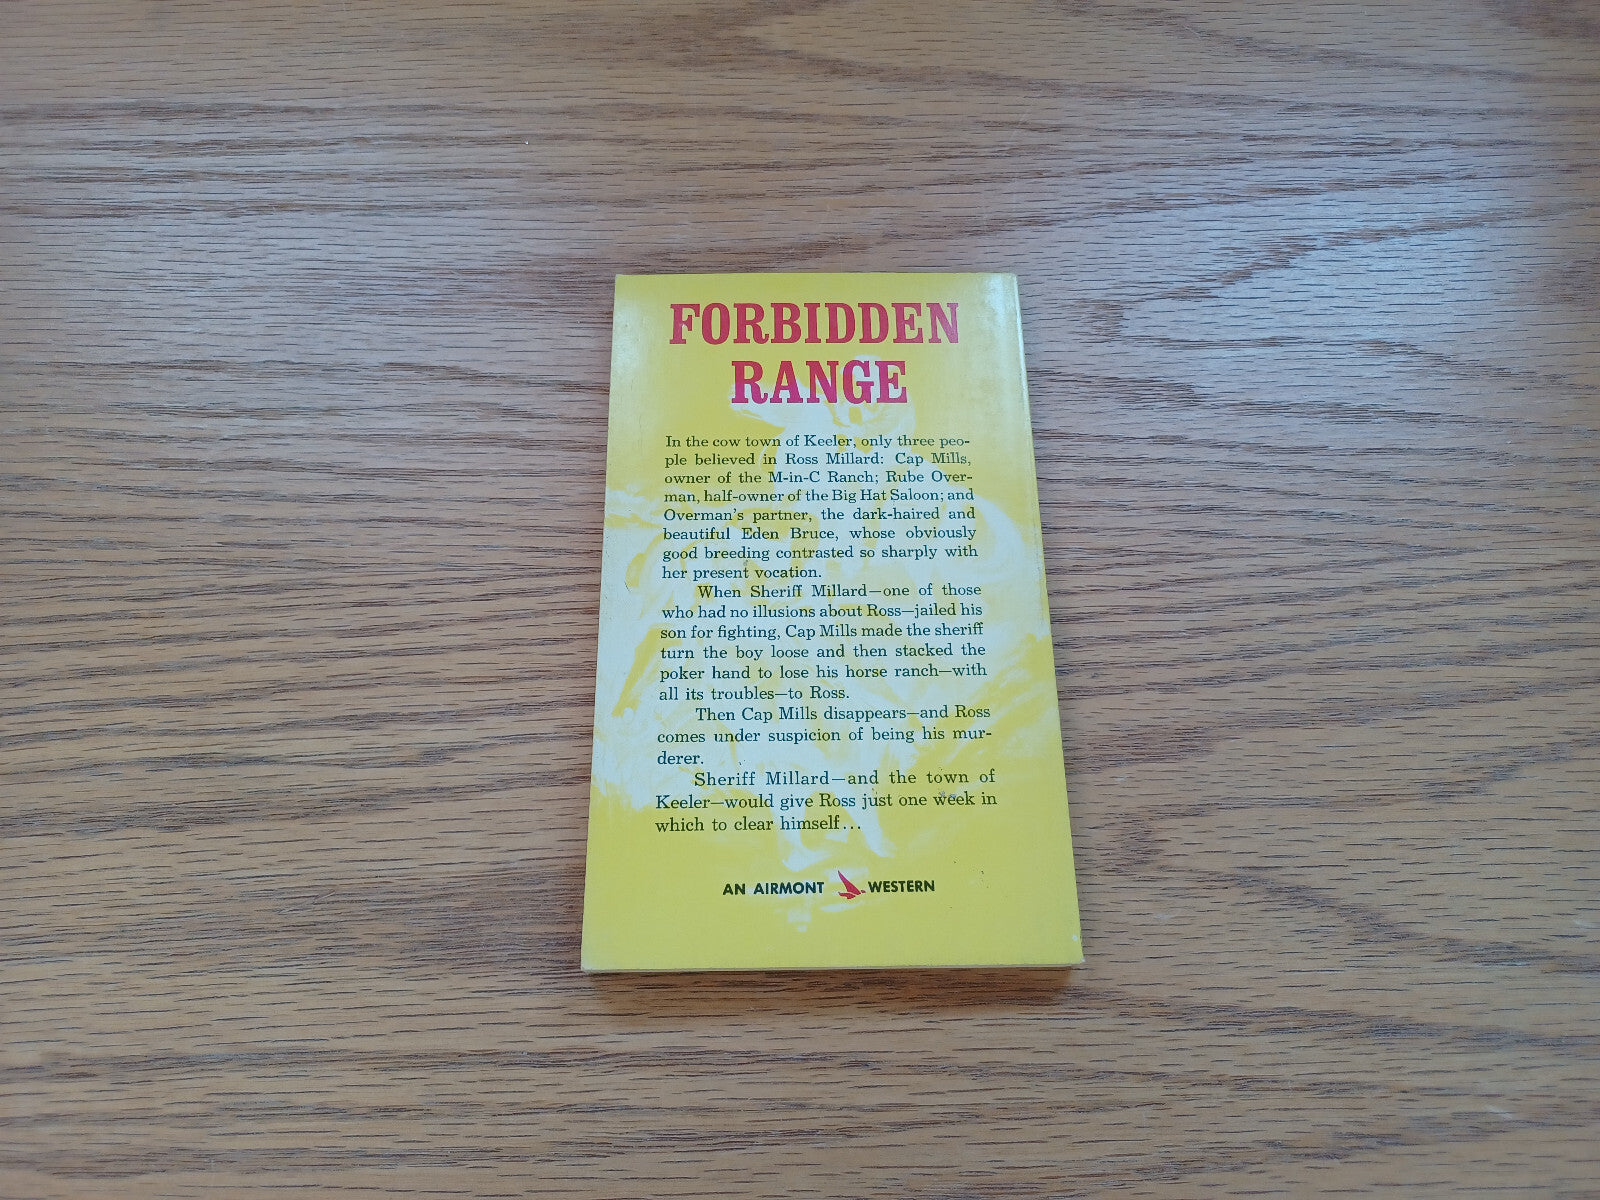 FORBIDDEN
RANGE
In the cow town of Keeler, only three peo-
ple believed in Ross Millard: Cap Mills,
owner of the M-in-C Ranch; Rube Over-
man, half-owner of the Big Hat Saloon; and
Overman's partner, the dark-haired and
beautiful Eden Bruce, whose obviously
good breeding contrasted so sharply with
her present vocation.
When Sheriff Millard—one of those
who had no illusions about Ross—jailed his
son for fighting, Cap Mills made the sheriff
turn the boy loose and then stacked the
poker hand to lose his horse ranch—with
all its troubles—to Ross.
Then Cap Mills disappears—and Ross
comes under suspicion of being his mur-
derer.
Sheriff Millard—and the town of
Keeler—would give Ross just one week in
which to clear himself...
AN AIRMONT WESTERN